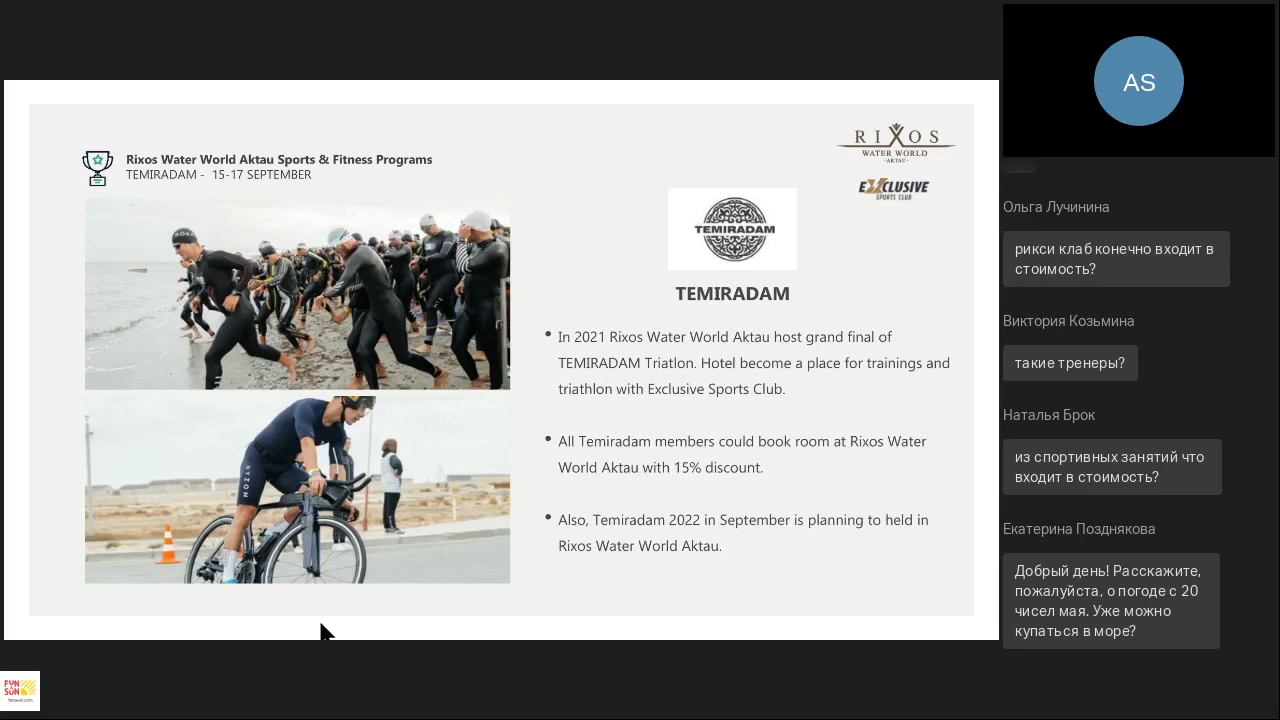 Rixos Water World Aktau Sports & Fitness Programs
TEMIRADAM - 15-17 SEPTEMBER
RIXOS
WATER WORLD
-AKTAU-
EXCLUSIVE
SPORTS CLUB
TEMIRADAM
TEMIRADAM
• In 2021 Rixos Water World Aktau host grand final of
TEMIRADAM Triatlon. Hotel become a place for trainings and
triathlon with Exclusive Sports Club.
• All Temiradam members could book room at Rixos Water
World Aktau with 15% discount.
• Also, Temiradam 2022 in September is planning to held in
Rixos Water World Aktau.
AS
Ольга Лучинина
рикси клаб конечно входит в
стоимость?
Виктория Козьмина
такие тренеры?
Наталья Брок
из спортивных занятий что
входит в стоимость?
Екатерина Позднякова
Добрый день! Расскажите,
пожалуйста, о погоде с 20
чисел мая. Уже можно
купаться в море?
FUN
SUN